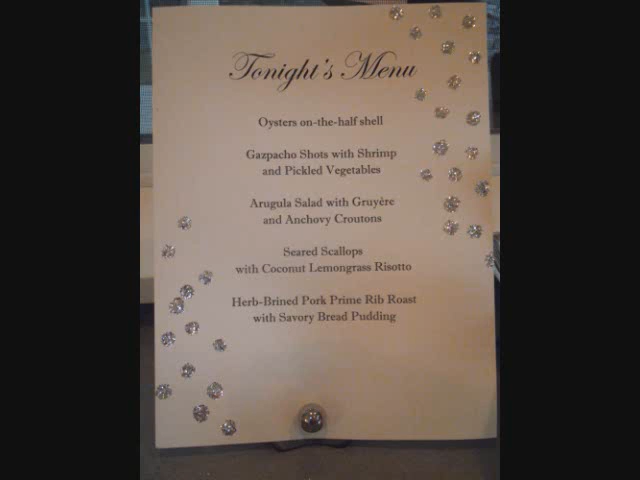 Tonight's Menu
Oysters on-the-half shell
Gazpacho Shots with Shrimp
and Pickled Vegetables
Arugula Salad with Gruyère
and Anchovy Croutons
Seared Scallops
with Coconut Lemongrass Risotto
Herb-Brined Pork Prime Rib Roast
with Savory Bread Pudding